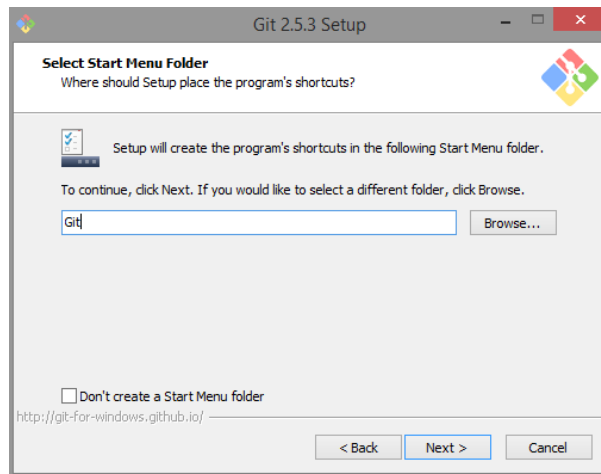 Git 2.5.3 Setup
Select Start Menu Folder
Where should Setup place the program's shortcuts?
Setup will create the program's shortcuts in the following Start Menu folder.
To continue, click Next. If you would like to select a different folder, click Browse.
Git
Browse...
Don't create a Start Menu folder
http://git-for-windows.github.io/
< Back
Next >
Cancel